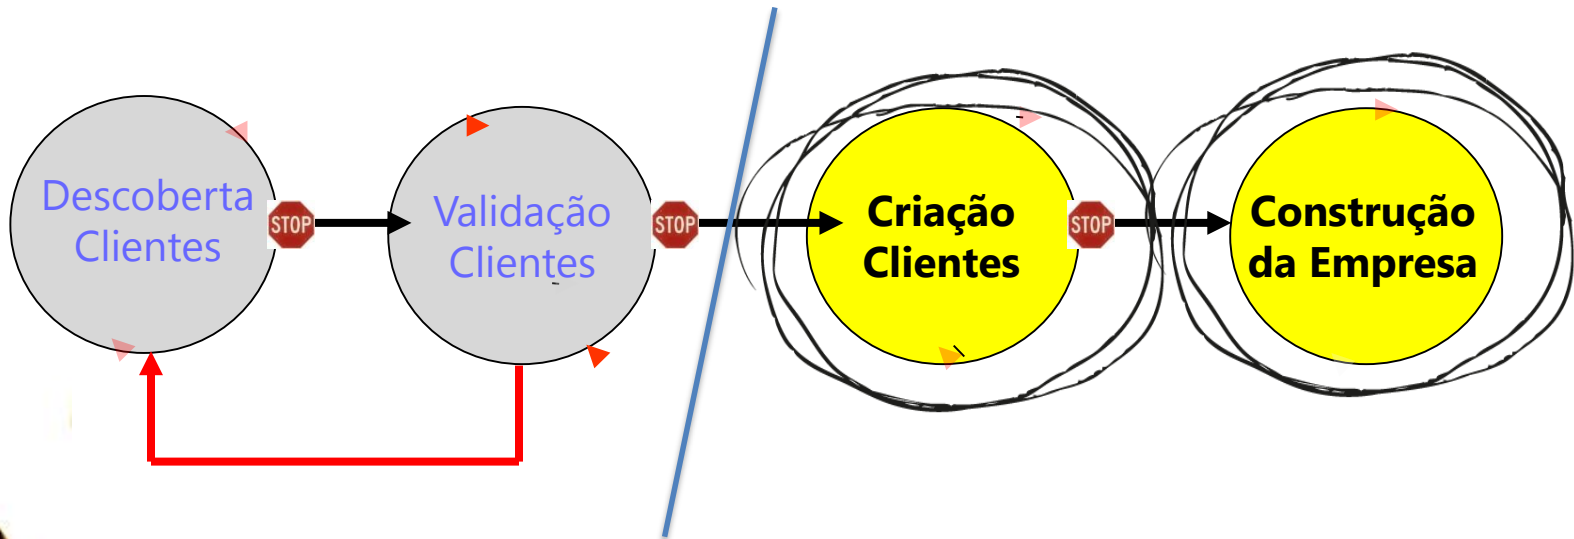 Descoberta
Clientes
STOP
Validação
Clientes
STOP
Criação
Clientes
STOP
Construção
da Empresa